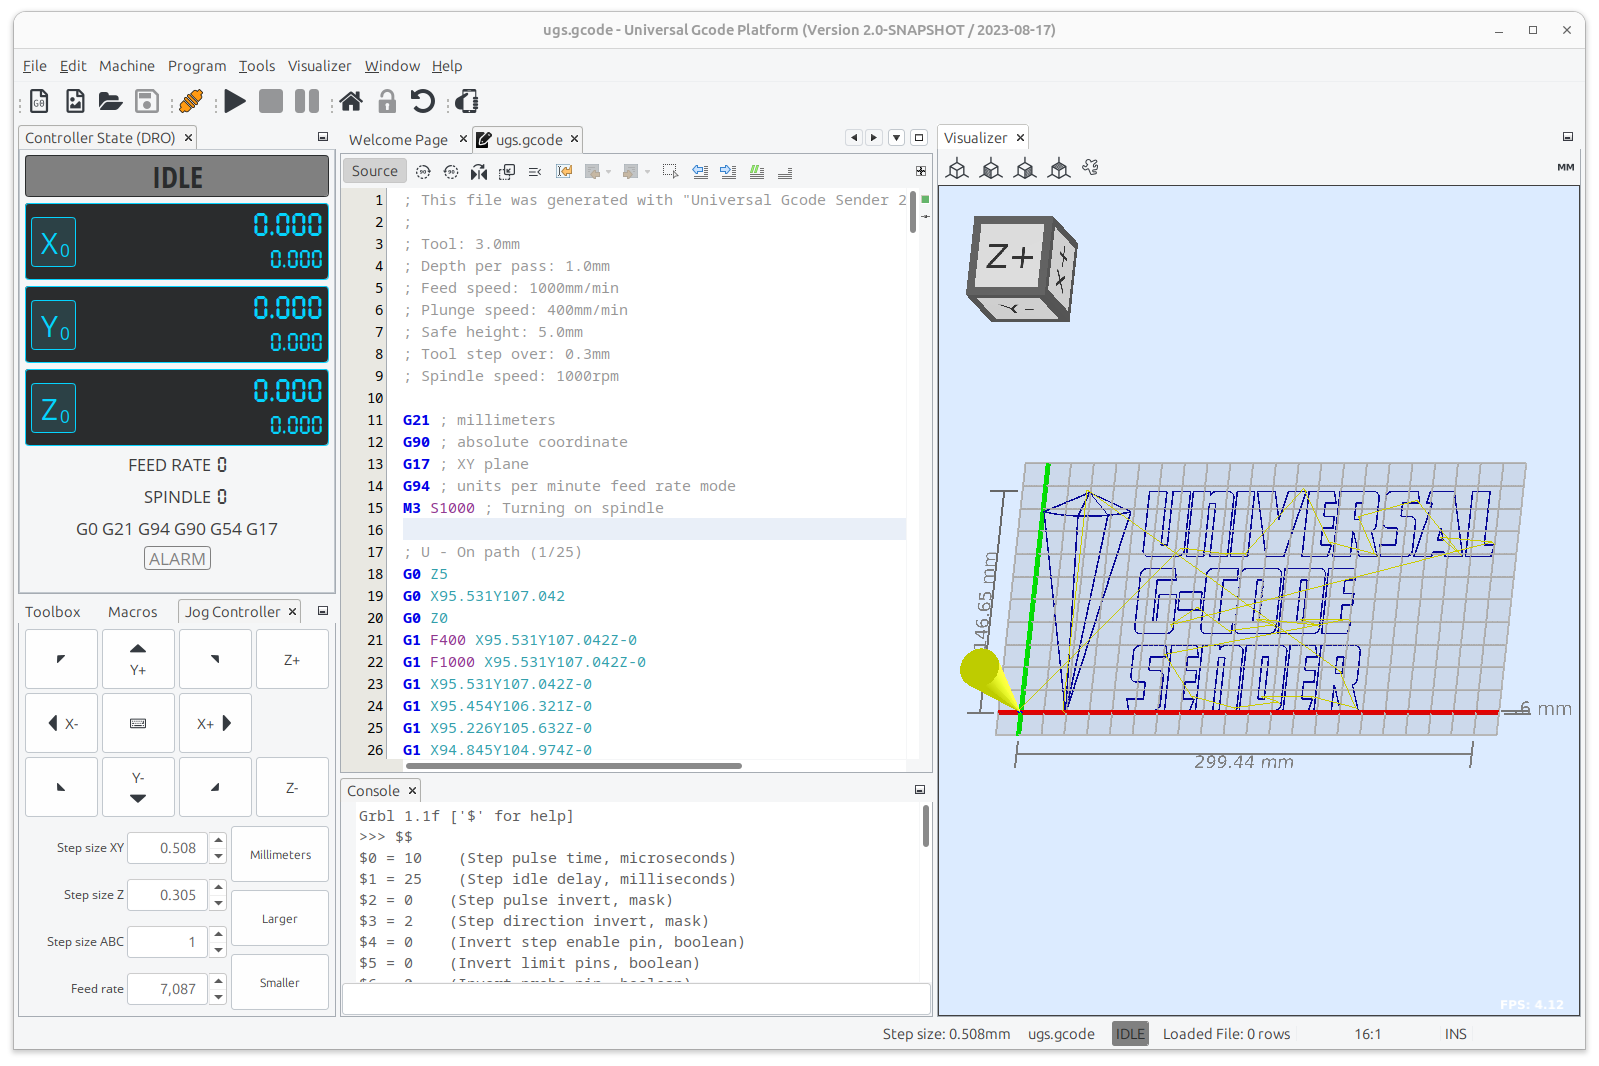 ugs.gcode - Universal Gcode Platform (Version 2.0-SNAPSHOT / 2023-08-17)
File Edit Machine Program Tools Visualizer Window Help
Controller State (DRO)
IDLE
X0 0.000
0.000
Y0 0.000
0.000
Z0 0.000
0.000
FEED RATE 0
SPINDLE 0
G0 G21 G94 G90 G54 G17
ALARM
Toolbox Macros Jog Controller
Y+ Z+
X- X+
Y- Z-
Step size XY 0.508 Millimeters
Step size Z 0.305
Larger
Step size ABC 1
Smaller
Feed rate 7,087
Welcome Page ugs.gcode
Source
1 ; This file was generated with "Universal Gcode Sender 2
2 ;
3 ; Tool: 3.0mm
4 ; Depth per pass: 1.0mm
5 ; Feed speed: 1000mm/min
6 ; Plunge speed: 400mm/min
7 ; Safe height: 5.0mm
8 ; Tool step over: 0.3mm
9 ; Spindle speed: 1000rpm
10
11 G21 ; millimeters
12 G90 ; absolute coordinate
13 G17 ; XY plane
14 G94 ; units per minute feed rate mode
15 M3 S1000 ; Turning on spindle
16
17 ; U - On path (1/25)
18 G0 Z5
19 G0 X95.531Y107.042
20 G0 Z0
21 G1 F400 X95.531Y107.042Z-0
22 G1 F1000 X95.531Y107.042Z-0
23 G1 X95.531Y107.042Z-0
24 G1 X95.454Y106.321Z-0
25 G1 X95.226Y105.632Z-0
26 G1 X94.845Y104.974Z-0
Console
Grbl 1.1f ['$' for help]
>>> $$
$0 = 10 (Step pulse time, microseconds)
$1 = 25 (Step idle delay, milliseconds)
$2 = 0 (Step pulse invert, mask)
$3 = 2 (Step direction invert, mask)
$4 = 0 (Invert step enable pin, boolean)
$5 = 0 (Invert limit pins, boolean)
$6 = 0 (Invert probe pin, boolean)
Visualizer
MM
Z+
X+
Y-
UNIVERSAL
G-CODE
SENDER
146.65 mm
6 mm
299.44 mm
FPS: 4.12
Step size: 0.508mm ugs.gcode IDLE Loaded File: 0 rows 16:1 INS